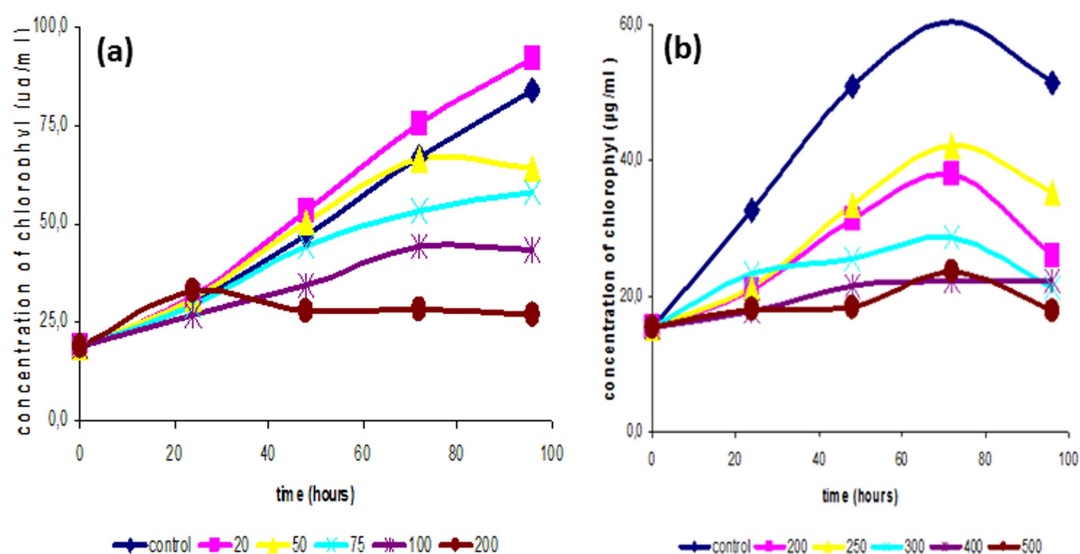 (a)
concentration of chlorophyl (ug/ml)
100,0
75,0
50,0
25,0
0,0
0 20 40 60 80 100
time (hours)
control 20 50 75 100 200
(b)
concentration of chlorophyl (µg/ml)
60,0
40,0
20,0
0,0
0 20 40 60 80 100
time (hours)
control 200 250 300 400 500